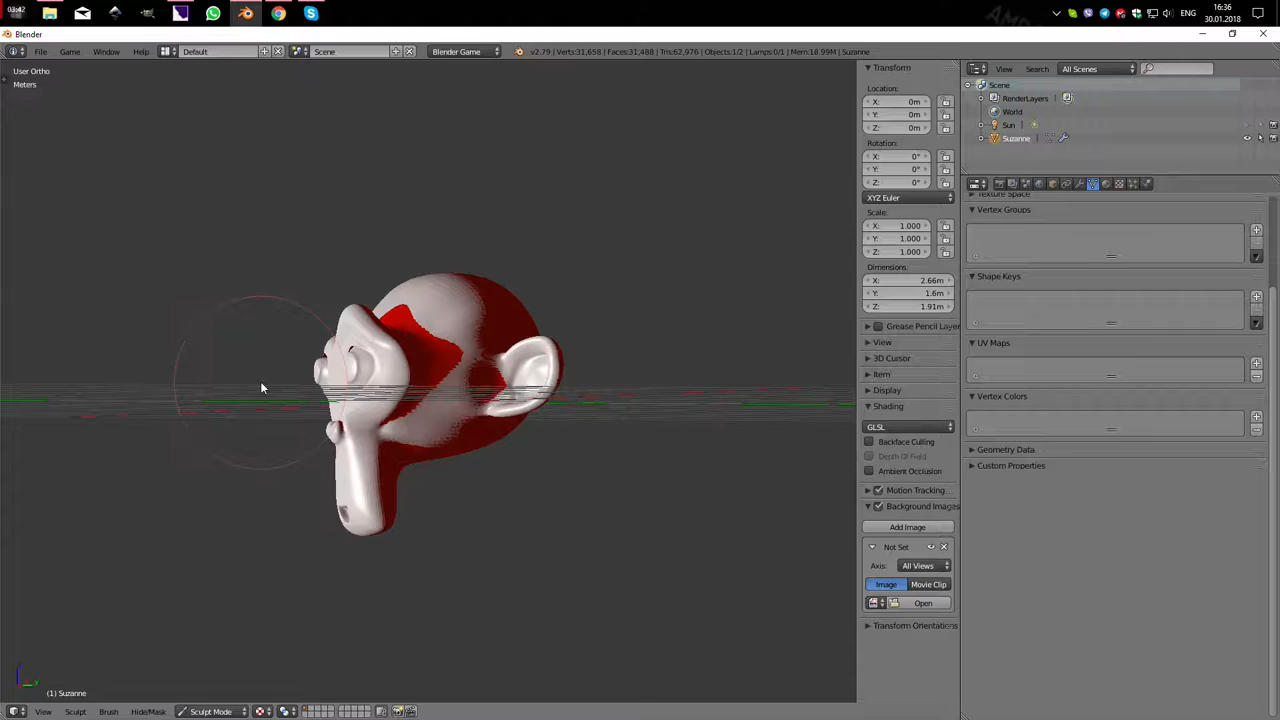 03:42
16:36
ENG
30.01.2018
Blender
File Game Window Help Default Scene Blender Game v2.79 | Verts:31,658 | Faces:31,488 | Tris:62,976 | Objects:1/2 | Lamps:0/1 | Mem:18.99M | Suzanne
User Ortho
Meters
Transform
Location:
X: 0m
Y: 0m
Z: 0m
Rotation:
X: 0°
Y: 0°
Z: 0°
XYZ Euler
Scale:
X: 1.000
Y: 1.000
Z: 1.000
Dimensions:
X: 2.66m
Y: 1.6m
Z: 1.91m
Grease Pencil Layer
View
3D Cursor
Item
Display
Shading
GLSL
Backface Culling
Depth Of Field
Ambient Occlusion
Motion Tracking
Background Images
Add Image
Not Set
Axis: All Views
Image Movie Clip
Open
Transform Orientations
View Search All Scenes
Scene
RenderLayers
World
Sun
Suzanne
Texture Space
Vertex Groups
Shape Keys
UV Maps
Vertex Colors
Geometry Data
Custom Properties
(1) Suzanne
View Sculpt Brush Hide/Mask Sculpt Mode